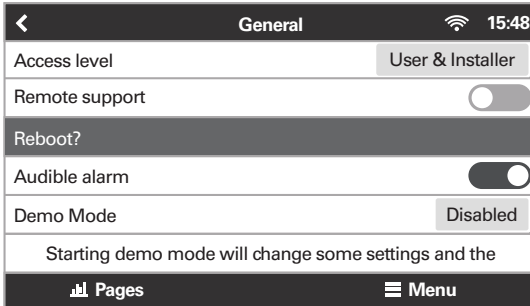 General 15:48
Access level User & Installer
Remote support
Reboot?
Audible alarm
Demo Mode Disabled
Starting demo mode will change some settings and the
Pages Menu